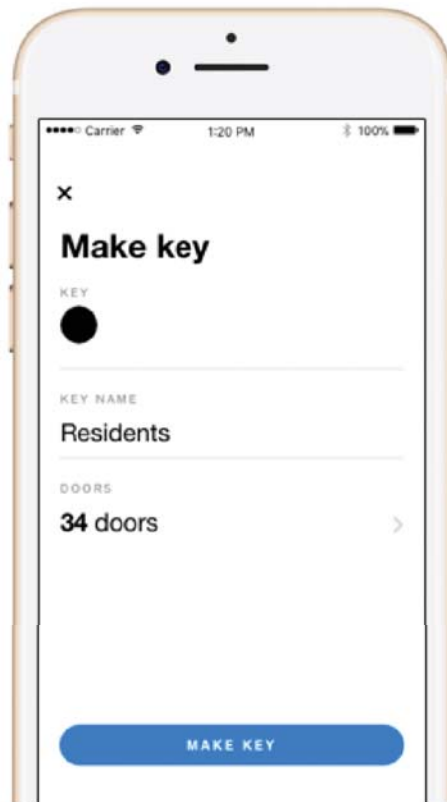 Carrier 1:20 PM 100%
×
Make key
KEY
KEY NAME
Residents
DOORS
34 doors
MAKE KEY